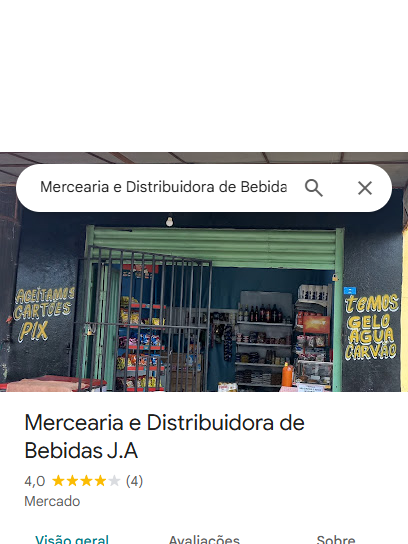 Mercearia e Distribuidora de Bebida
ACEITAMOS
CARTÕES
PIX
TEMOS
GELO
AGUA
CARVÃO
Mercearia e Distribuidora de
Bebidas J.A
4,0 (4)
Mercado
Visão geral Avaliações Sobre